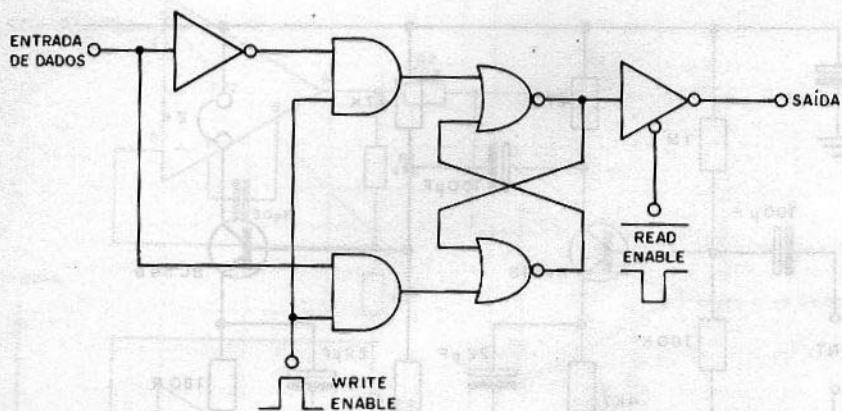 ENTRADA
DE DADOS
SAÍDA
READ
ENABLE
WRITE
ENABLE